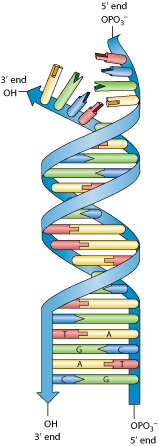 5' end
OPO₃⁻
3' end
OH
T A
G C
A T
C G
OH
3' end
OPO₃⁻
5' end